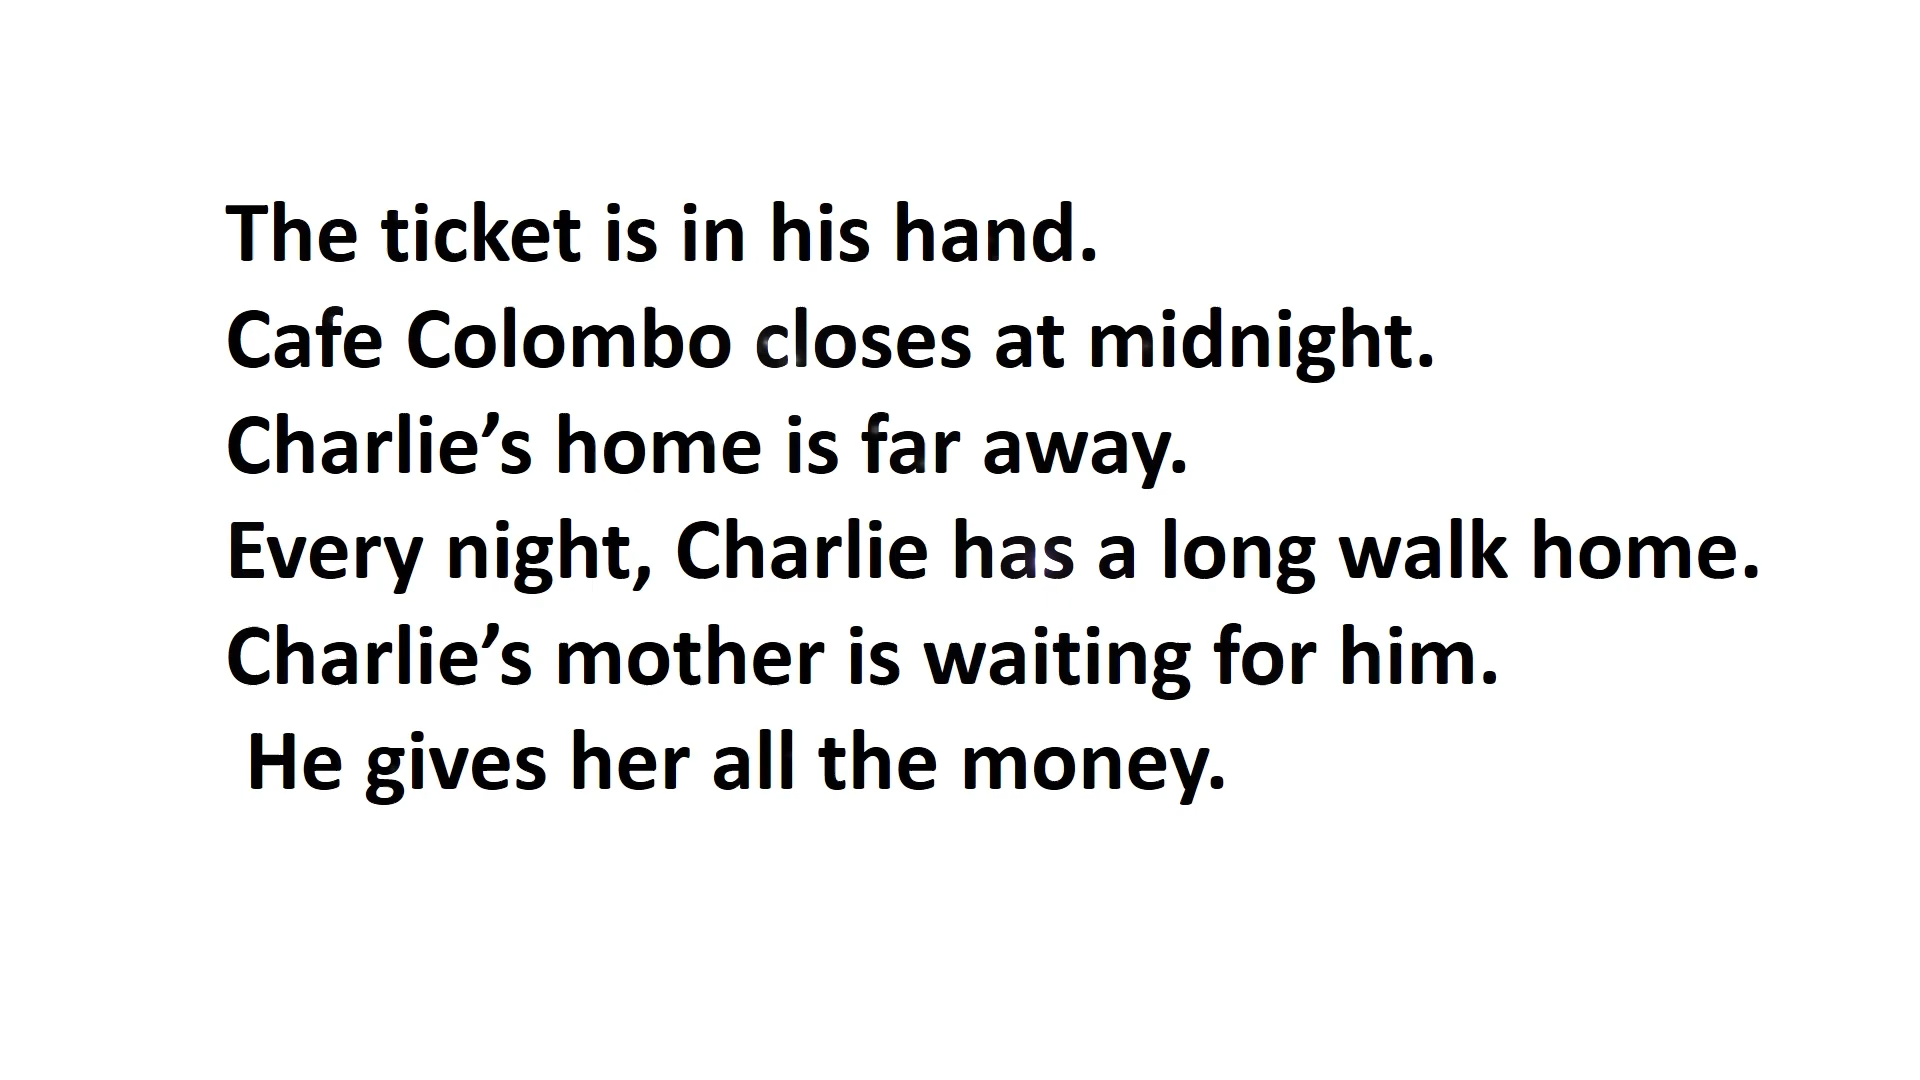 The ticket is in his hand.
Cafe Colombo closes at midnight.
Charlie’s home is far away.
Every night, Charlie has a long walk home.
Charlie’s mother is waiting for him.
He gives her all the money.